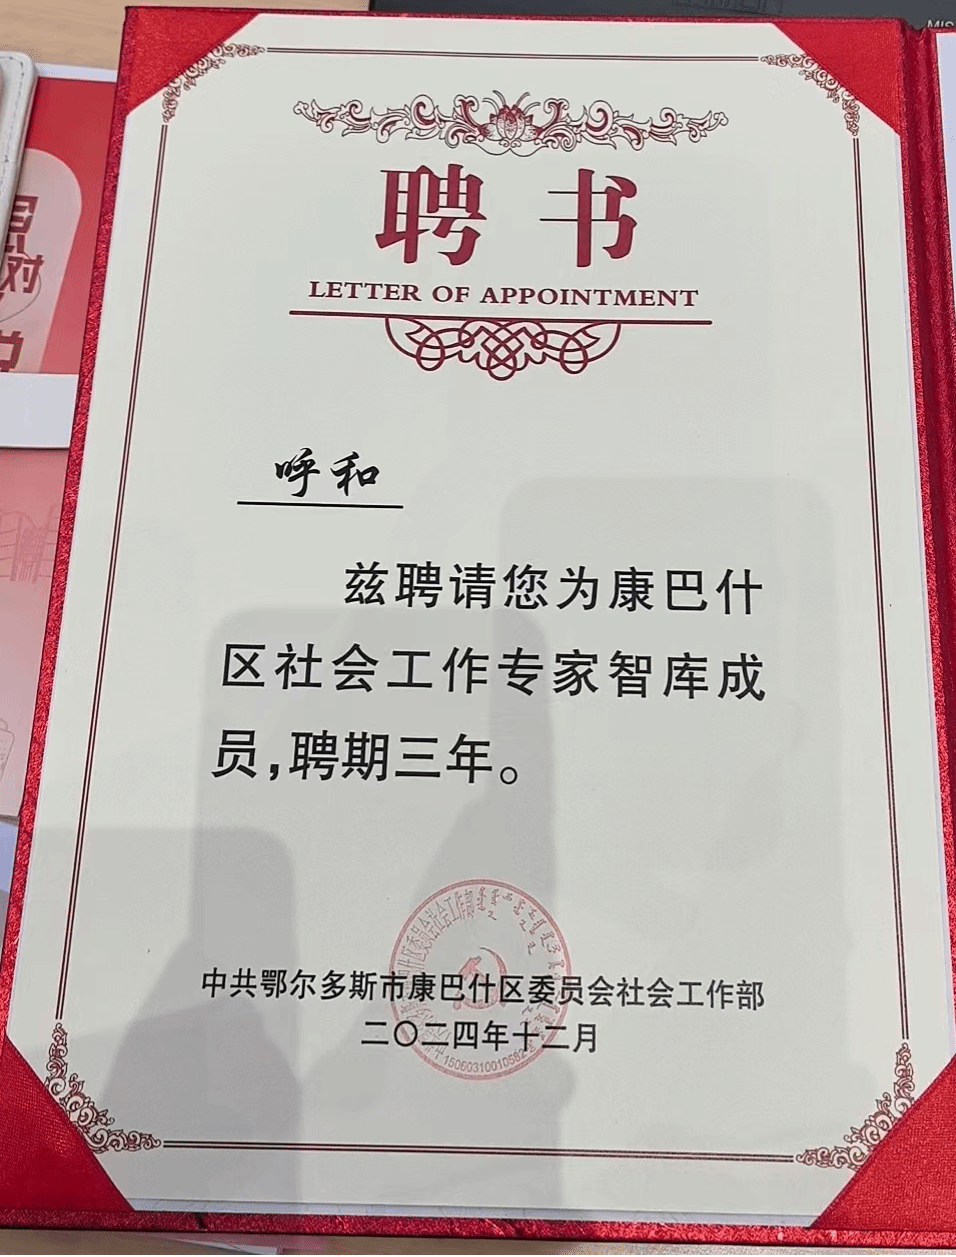 聘书
LETTER OF APPOINTMENT
呼和
兹聘请您为康巴什
区社会工作专家智库成
员,聘期三年。
中共鄂尔多斯市康巴什区委员会社会工作部
二〇二四年十二月